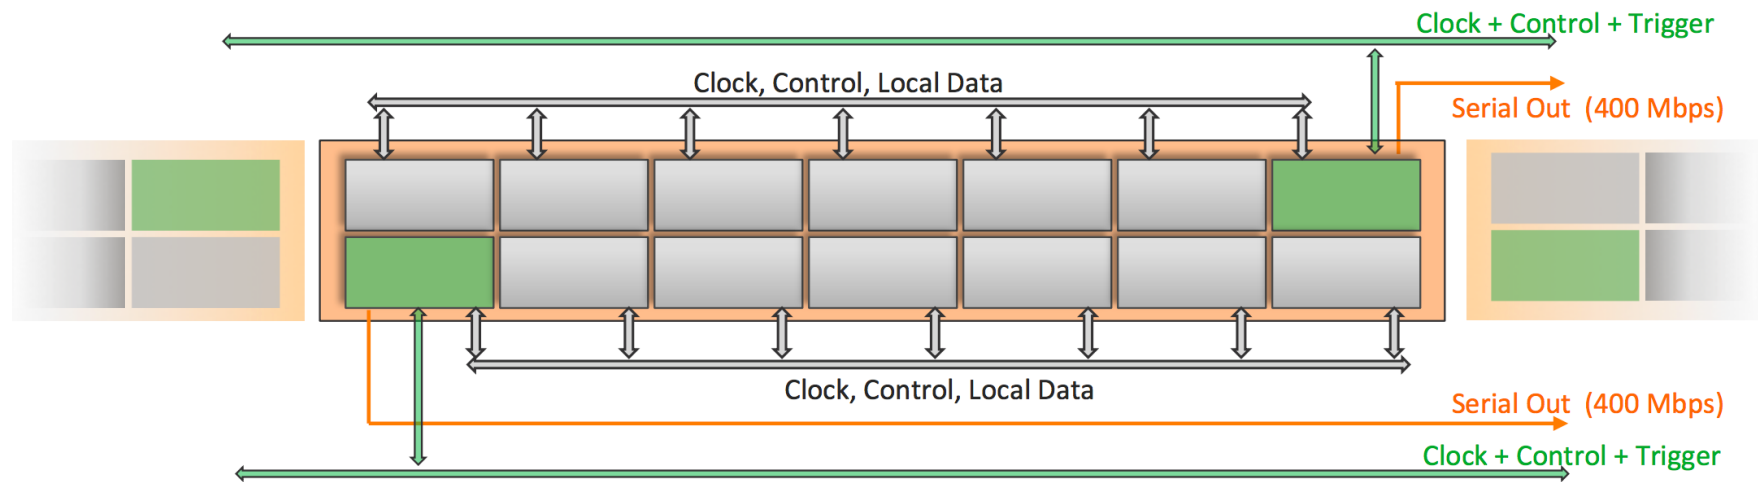 Clock + Control + Trigger
Clock, Control, Local Data
Serial Out (400 Mbps)
Clock, Control, Local Data
Serial Out (400 Mbps)
Clock + Control + Trigger